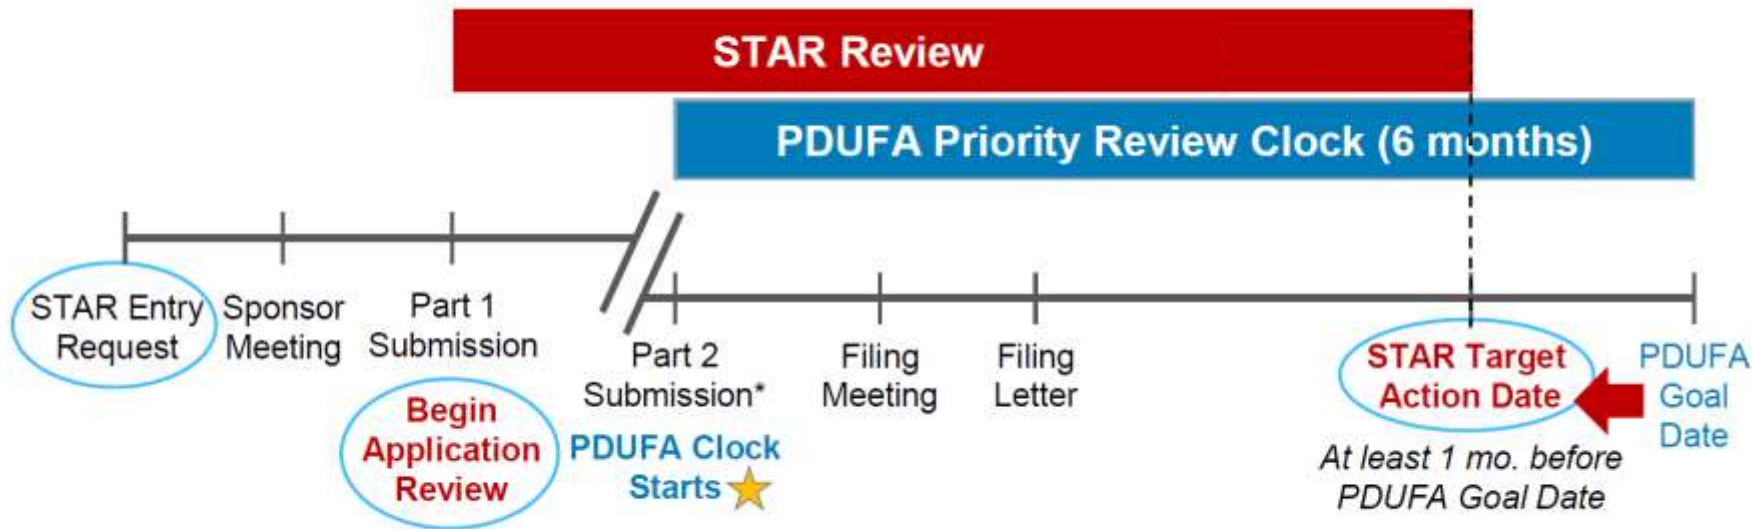 STAR Review
PDUFA Priority Review Clock (6 months)
STAR Entry
Request
Sponsor
Meeting
Part 1
Submission
Begin
Application
Review
Part 2
Submission*
PDUFA Clock
Starts
Filing
Meeting
Filing
Letter
STAR Target
Action Date
At least 1 mo. before
PDUFA Goal Date
PDUFA
Goal
Date